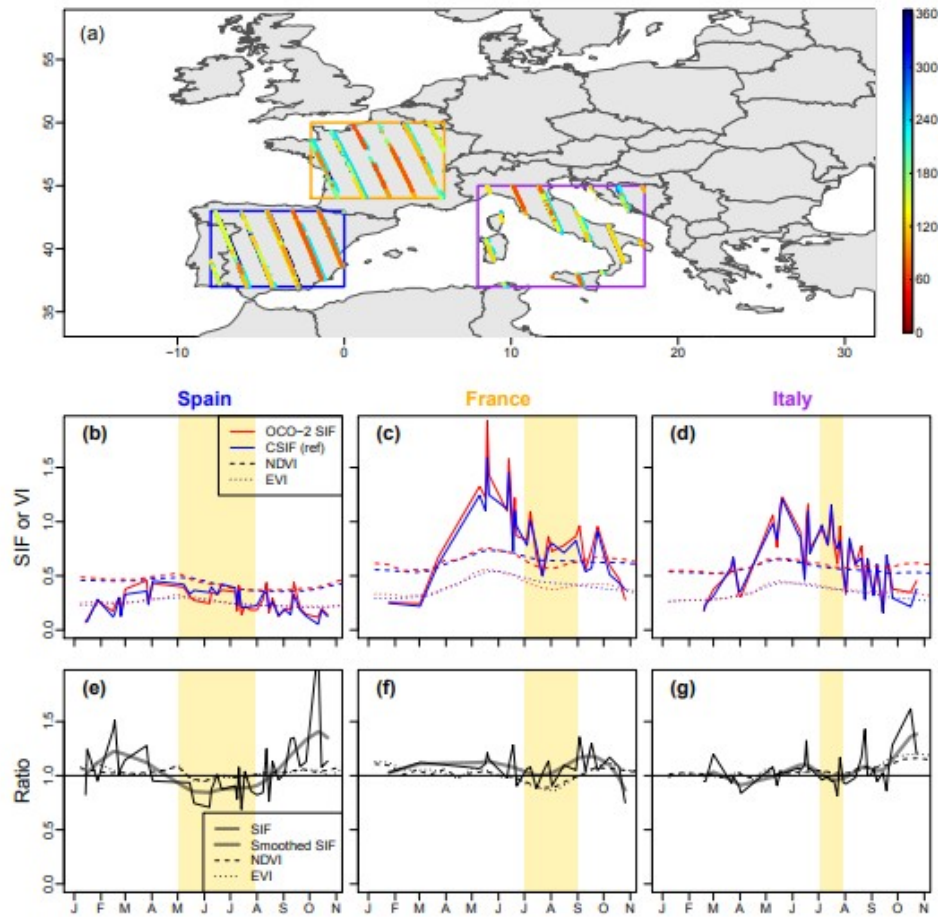 (a)
55
50
45
40
35
−10
0
10
20
30
360
300
240
180
120
60
0
Spain
France
Italy
(b)
OCO−2 SIF
CSIF (ref)
NDVI
EVI
(c)
(d)
SIF or VI
1.5
1.0
0.5
0.0
(e)
(f)
(g)
Ratio
1.5
1.0
0.5
0.0
SIF
Smoothed SIF
NDVI
EVI
J F M A M J J A S O N
J F M A M J J A S O N
J F M A M J J A S O N